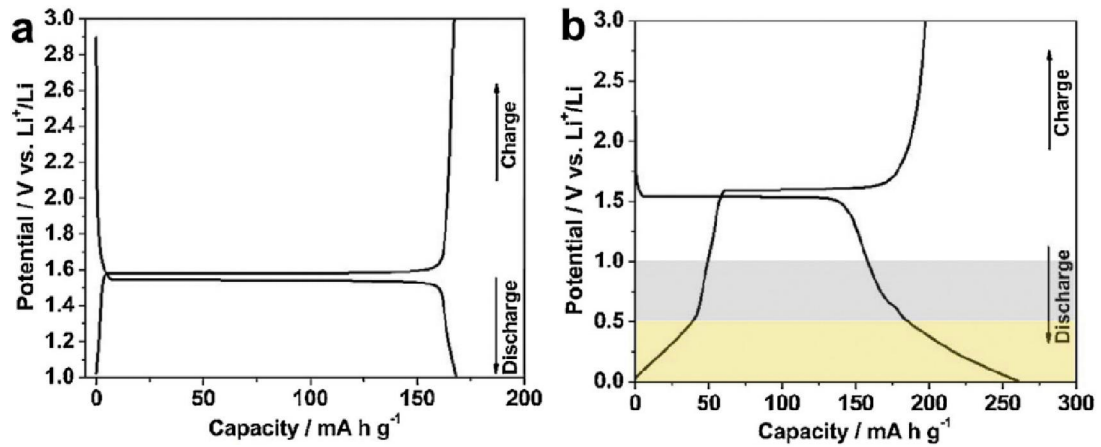 a
3.0
2.8
2.6
2.4
2.2
2.0
1.8
1.6
1.4
1.2
1.0
Potential / V vs. Li⁺/Li
0 50 100 150 200
Capacity / mA h g⁻¹
Charge
Discharge
b
3.0
2.5
2.0
1.5
1.0
0.5
0.0
Potential / V vs. Li⁺/Li
0 50 100 150 200 250 300
Capacity / mA h g⁻¹
Charge
Discharge